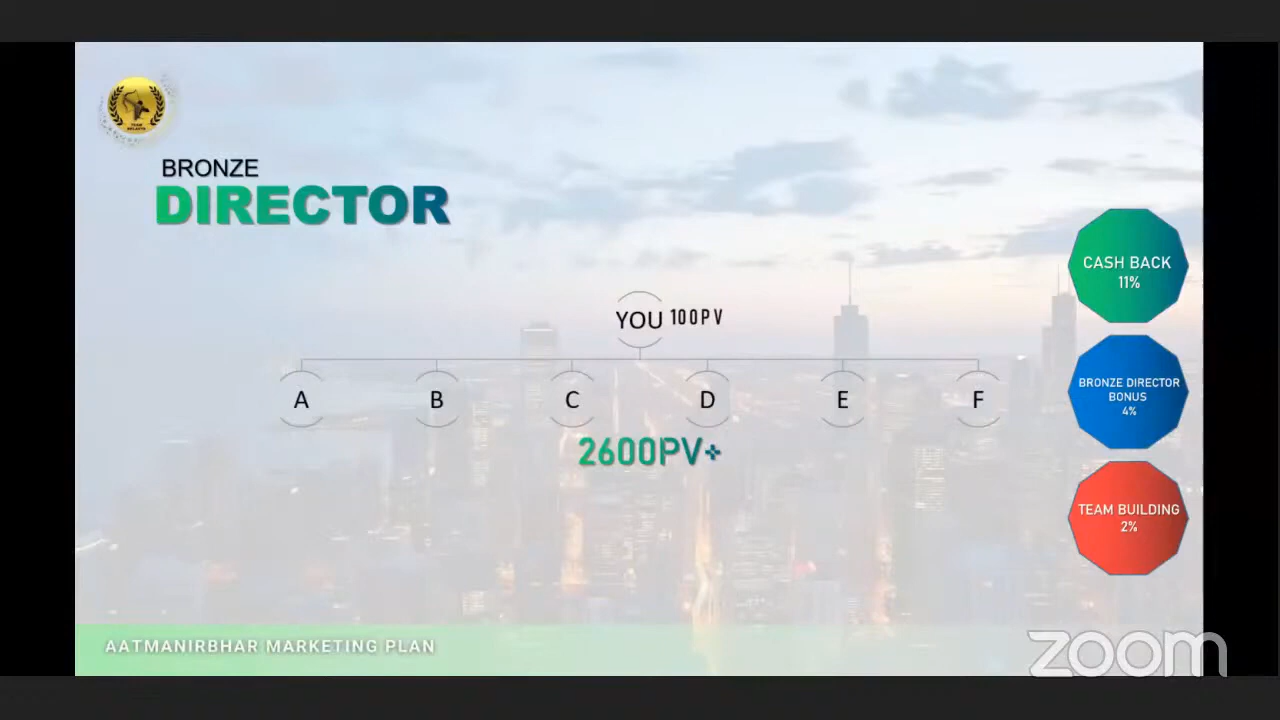 BRONZE
DIRECTOR
YOU 100PV
A B C D E F
2600PV+
CASH BACK
11%
BRONZE DIRECTOR
BONUS
4%
TEAM BUILDING
2%
AATMANIRBHAR MARKETING PLAN
zoom